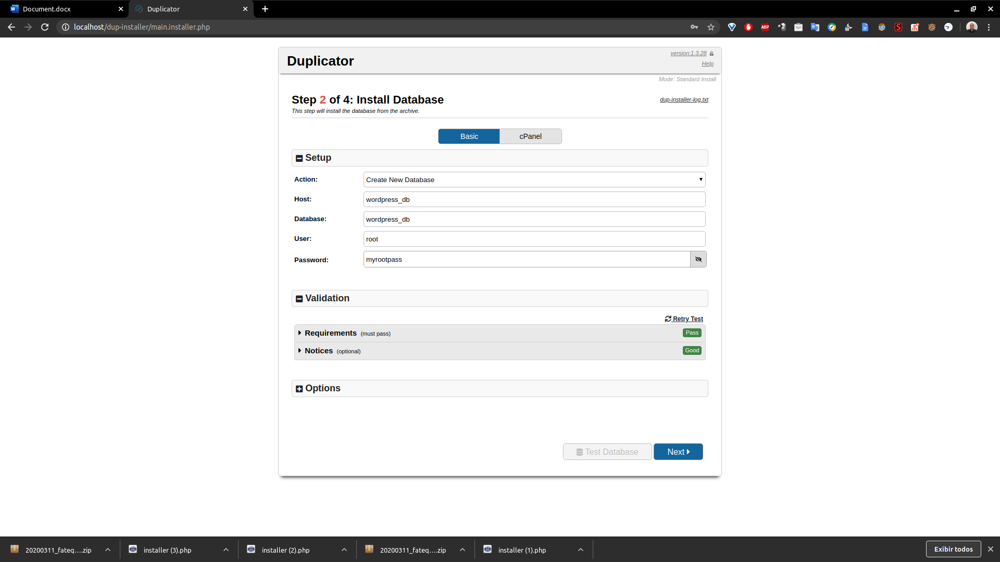 Document.docx
Duplicator
localhost/dup-installer/main.installer.php
Duplicator
version:1.3.28
Help
Mode: Standard Install
Step 2 of 4: Install Database
dup-installer-log.txt
This step will install the database from the archive.
Basic
cPanel
Setup
Action:
Create New Database
Host:
wordpress_db
Database:
wordpress_db
User:
root
Password:
myrootpass
Validation
Retry Test
Requirements (must pass)
Pass
Notices (optional)
Good
Options
Test Database
Next
20200311_fateq....zip
installer (3).php
installer (2).php
20200311_fateq....zip
installer (1).php
Exibir todos